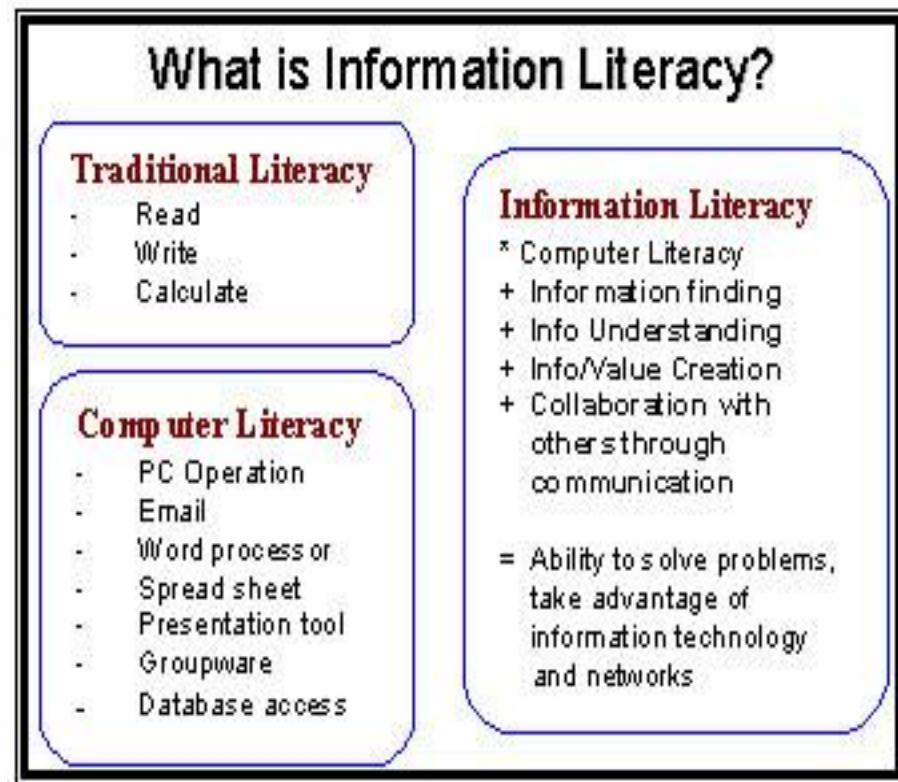 What is Information Literacy?
Traditional Literacy
- Read
- Write
- Calculate
Computer Literacy
- PC Operation
- Email
- Word processor
- Spread sheet
- Presentation tool
- Groupware
- Database access
Information Literacy
* Computer Literacy
+ Information finding
+ Info Understanding
+ Info/Value Creation
+ Collaboration with
others through
communication
= Ability to solve problems,
take advantage of
information technology
and networks